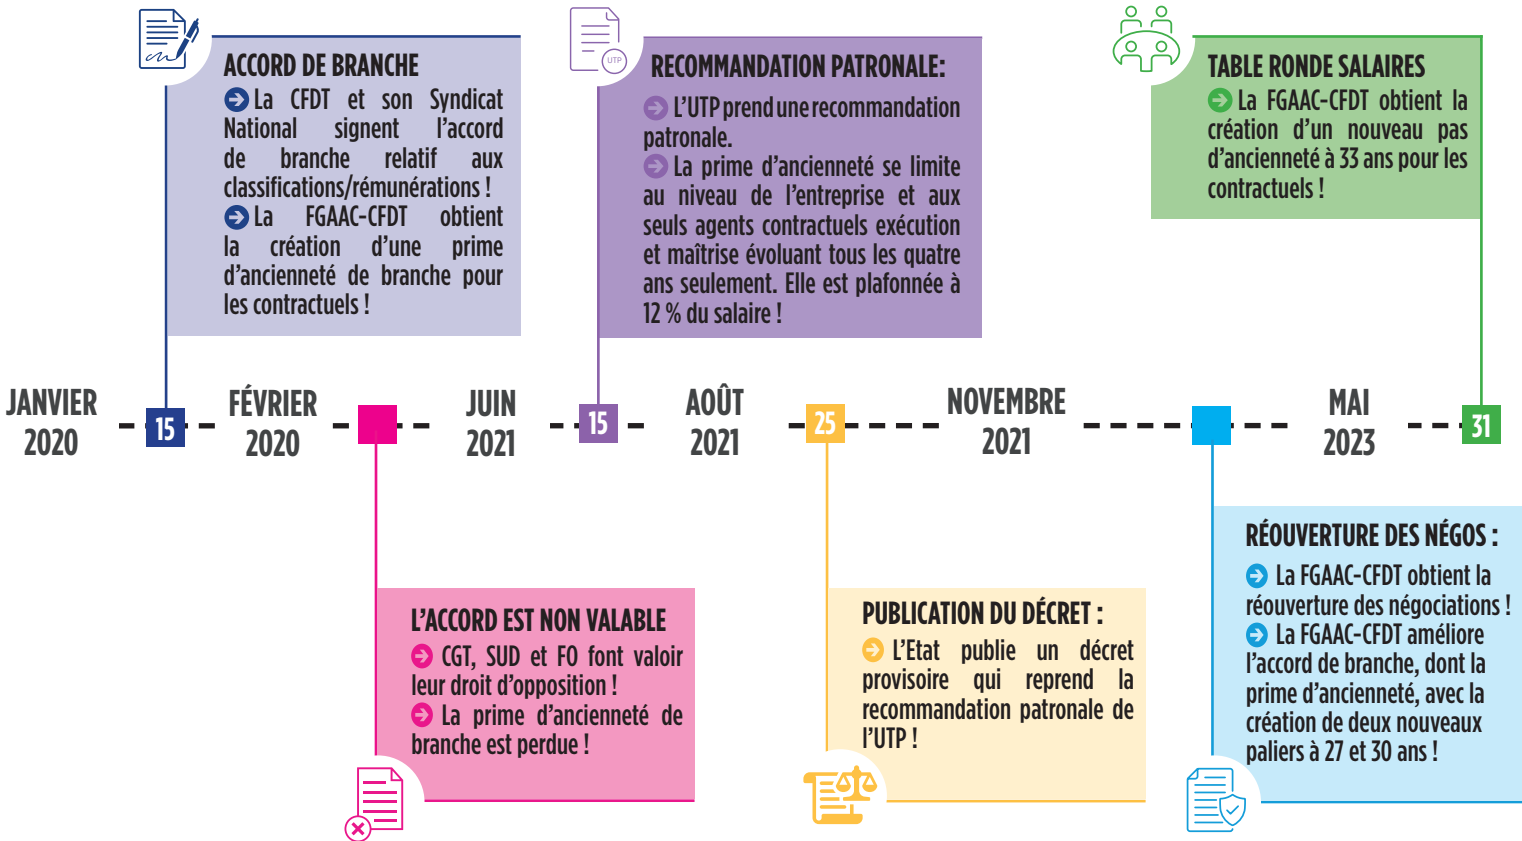 ACCORD DE BRANCHE
La CFDT et son Syndicat
National signent l'accord
de branche relatif aux
classifications/rémunérations !
La FGAAC-CFDT obtient
la création d'une prime
d'ancienneté de branche pour
les contractuels !
UTP
RECOMMANDATION PATRONALE:
L'UTP prend une recommandation
patronale.
La prime d'ancienneté se limite
au niveau de l'entreprise et aux
seuls agents contractuels exécution
et maîtrise évoluant tous les quatre
ans seulement. Elle est plafonnée à
12 % du salaire !
TABLE RONDE SALAIRES
La FGAAC-CFDT obtient la
création d'un nouveau pas
d'ancienneté à 33 ans pour les
contractuels !
JANVIER
2020
15
FÉVRIER
2020
JUIN
2021
15
AOÛT
2021
25
NOVEMBRE
2021
MAI
2023
31
L'ACCORD EST NON VALABLE
CGT, SUD et FO font valoir
leur droit d'opposition !
La prime d'ancienneté de
branche est perdue !
PUBLICATION DU DÉCRET :
L'Etat publie un décret
provisoire qui reprend la
recommandation patronale de
l'UTP !
RÉOUVERTURE DES NÉGOS :
La FGAAC-CFDT obtient la
réouverture des négociations !
La FGAAC-CFDT améliore
l'accord de branche, dont la
prime d'ancienneté, avec la
création de deux nouveaux
paliers à 27 et 30 ans !